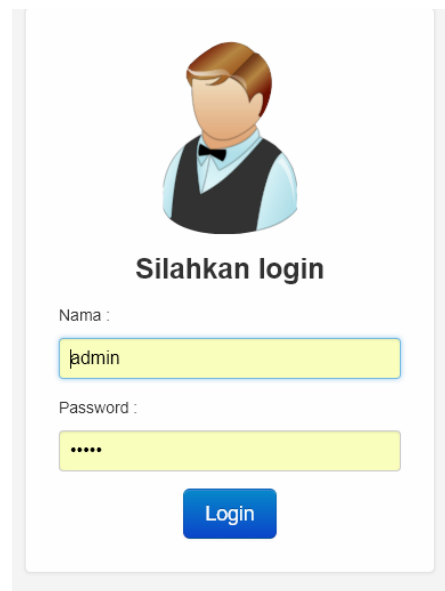 Silahkan login
Nama :
admin
Password :
•••••
Login